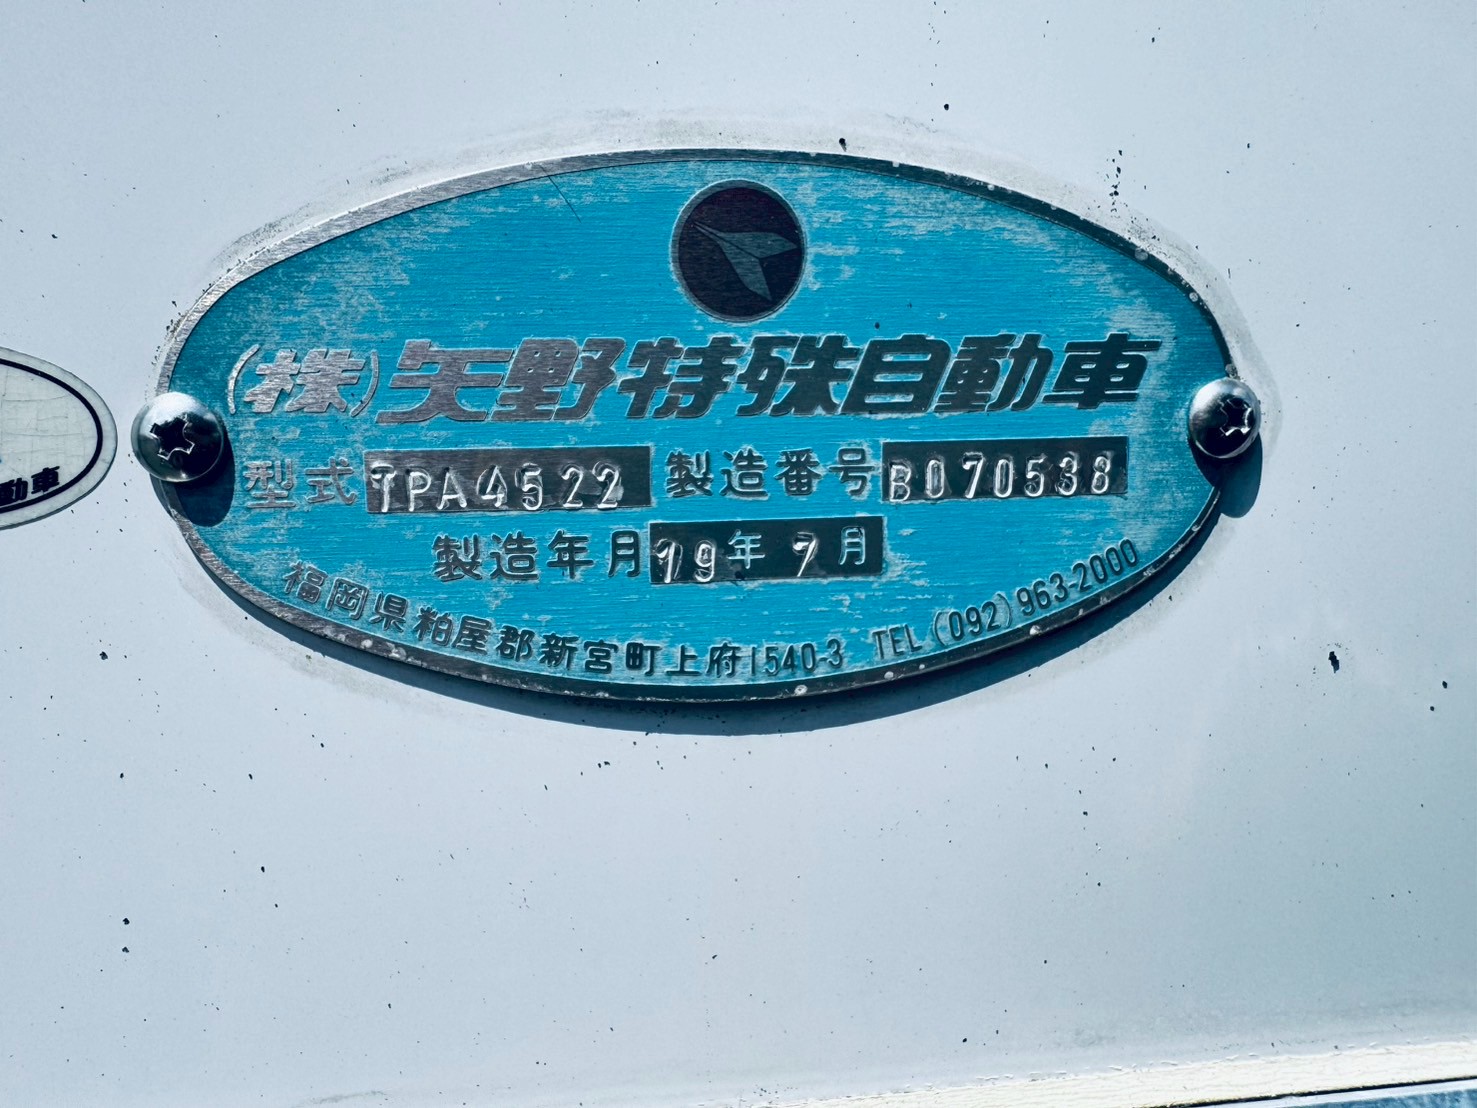 (株)矢野特殊自動車
型式 TPA4522 製造番号 B070538
製造年月 19年 7月
福岡県粕屋郡新宮町上府1540-3 TEL (092) 963-2000
動車